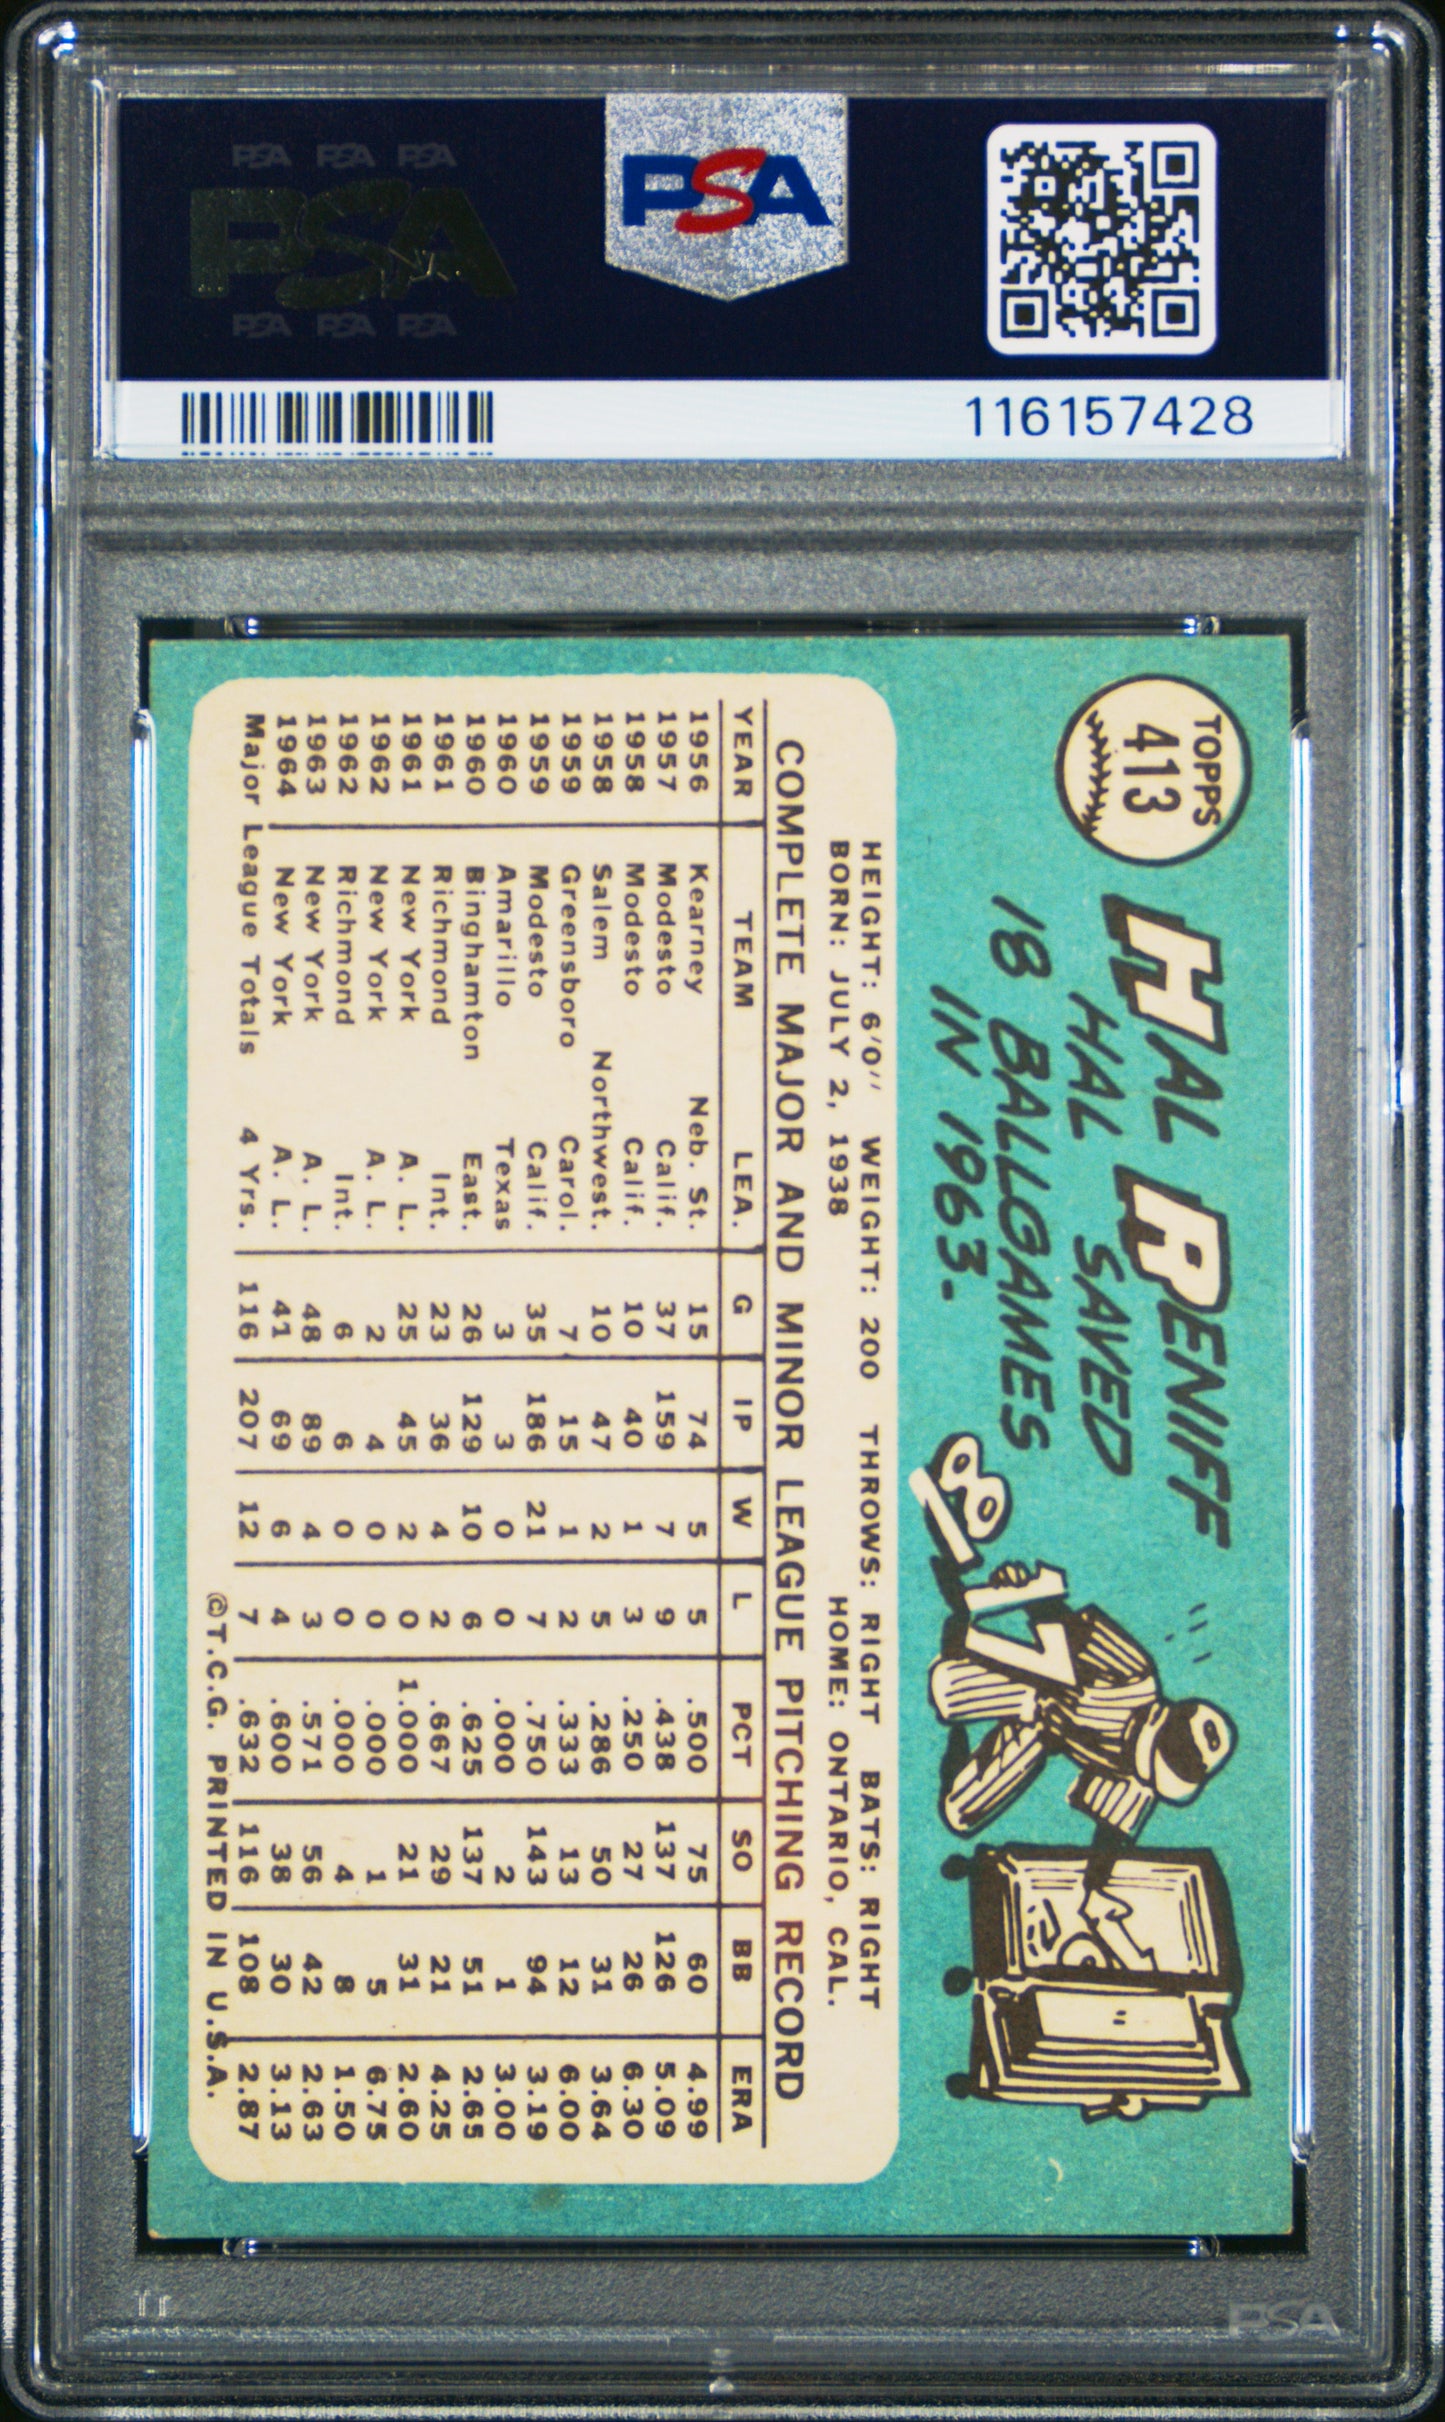 PSA PSA PSA
PSA
PSA PSA PSA
PSA
116157428
TOPPS
413
HAL RENIFF
HAL SAVED
18 BALLGAMES
IN 1963.
HEIGHT: 6'0" WEIGHT: 200 THROWS: RIGHT BATS: RIGHT
BORN: JULY 2, 1938 HOME: ONTARIO, CAL.
COMPLETE MAJOR AND MINOR LEAGUE PITCHING RECORD
YEAR TEAM LEA. G IP W L PCT SO BB ERA
1956 Kearney Neb. St. 15 74 5 5 .500 75 60 4.99
1957 Modesto Calif. 37 159 7 9 .438 137 126 5.09
1958 Modesto Calif. 10 40 1 3 .250 27 26 6.30
1958 Salem Northwest. 10 47 2 5 .286 50 31 3.64
1959 Greensboro Carol. 7 15 1 2 .333 13 12 6.00
1959 Modesto Calif. 35 186 21 7 .750 143 94 3.19
1960 Amarillo Texas 3 3 0 0 .000 2 1 3.00
1960 Binghamton East. 26 129 10 6 .625 137 51 2.65
1961 Richmond Int. 23 36 4 2 .667 29 21 4.25
1961 New York A. L. 25 45 2 0 1.000 21 31 2.60
1962 New York A. L. 2 4 0 0 .000 1 5 6.75
1962 Richmond Int. 6 6 0 0 .000 4 8 1.50
1963 New York A. L. 48 89 4 3 .571 56 42 2.63
1964 New York A. L. 41 69 6 4 .600 38 30 3.13
Major League Totals 4 Yrs. 116 207 12 7 .632 116 108 2.87
©T.C.G. PRINTED IN U.S.A.
PSA